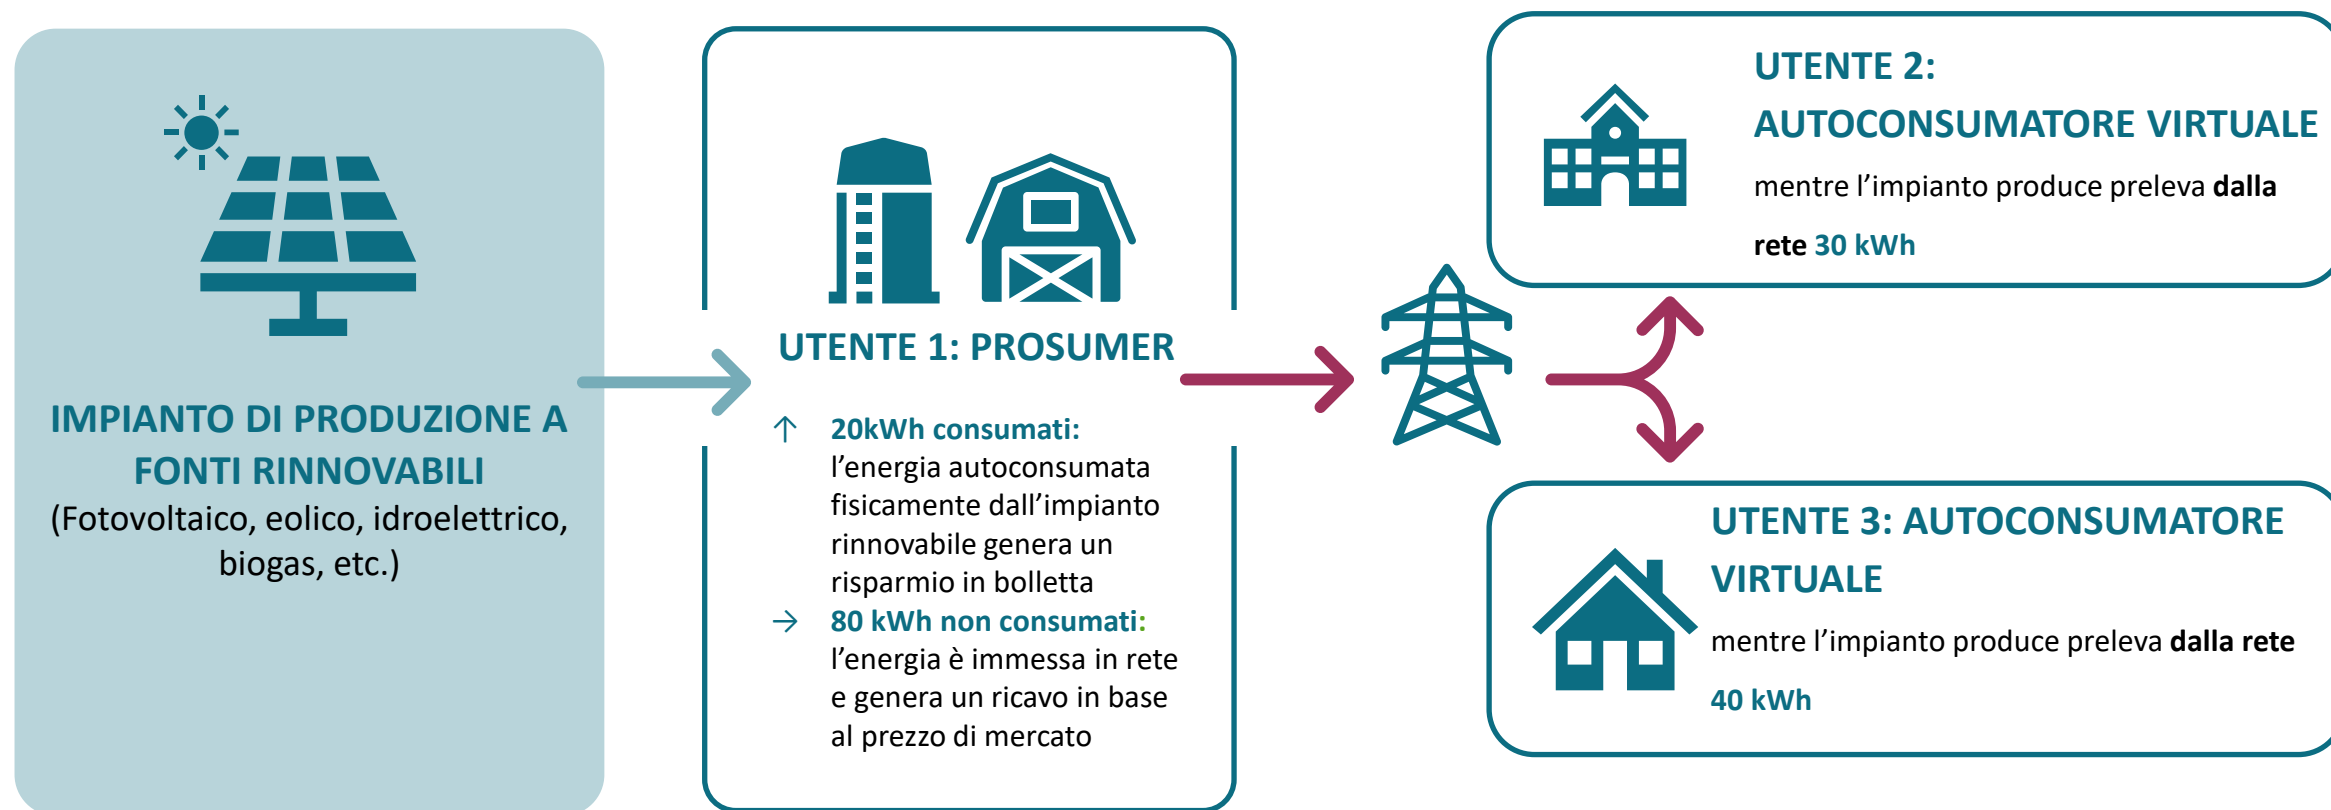 IMPIANTO DI PRODUZIONE A
FONTI RINNOVABILI
(Fotovoltaico, eolico, idroelettrico,
biogas, etc.)
UTENTE 1: PROSUMER
↑ 20kWh consumati:
l’energia autoconsumata
fisicamente dall’impianto
rinnovabile genera un
risparmio in bolletta
→ 80 kWh non consumati:
l’energia è immessa in rete
e genera un ricavo in base
al prezzo di mercato
UTENTE 2:
AUTOCONSUMATORE VIRTUALE
mentre l’impianto produce preleva dalla
rete 30 kWh
UTENTE 3: AUTOCONSUMATORE
VIRTUALE
mentre l’impianto produce preleva dalla rete
40 kWh